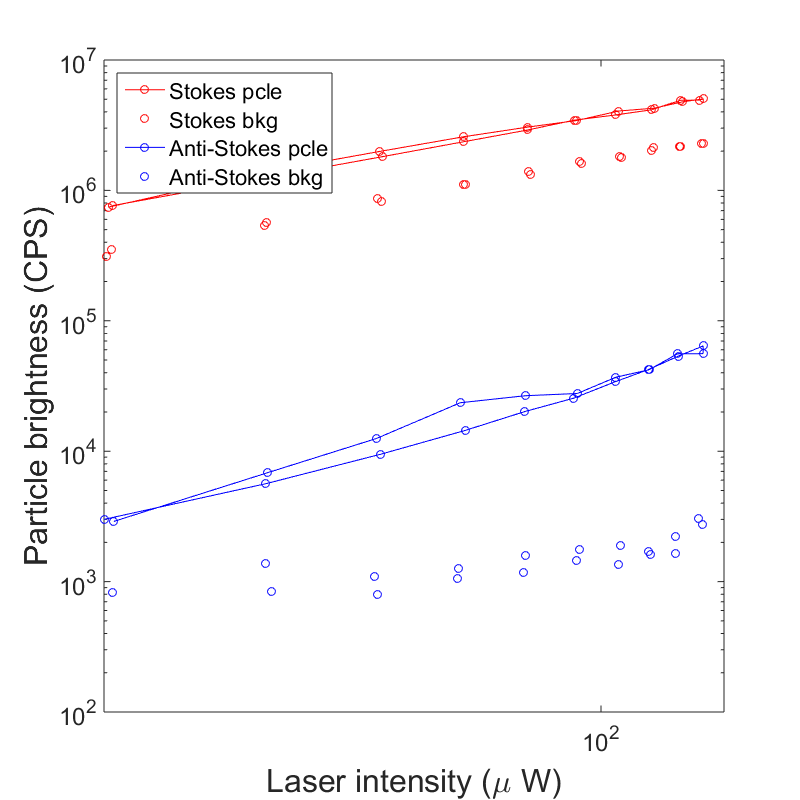 Particle brightness (CPS)
10^7
10^6
10^5
10^4
10^3
10^2
Stokes pcle
Stokes bkg
Anti-Stokes pcle
Anti-Stokes bkg
10^2
Laser intensity (μ W)